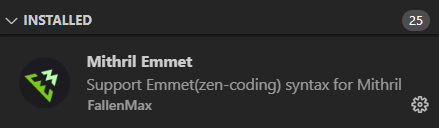 INSTALLED 25
Mithril Emmet
Support Emmet(zen-coding) syntax for Mithril
FallenMax